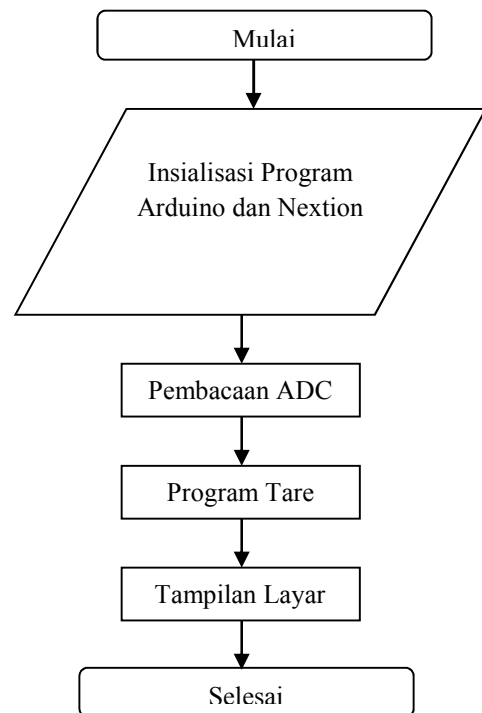 Mulai
Insialisasi Program
Arduino dan Nextion
Pembacaan ADC
Program Tare
Tampilan Layar
Selesai